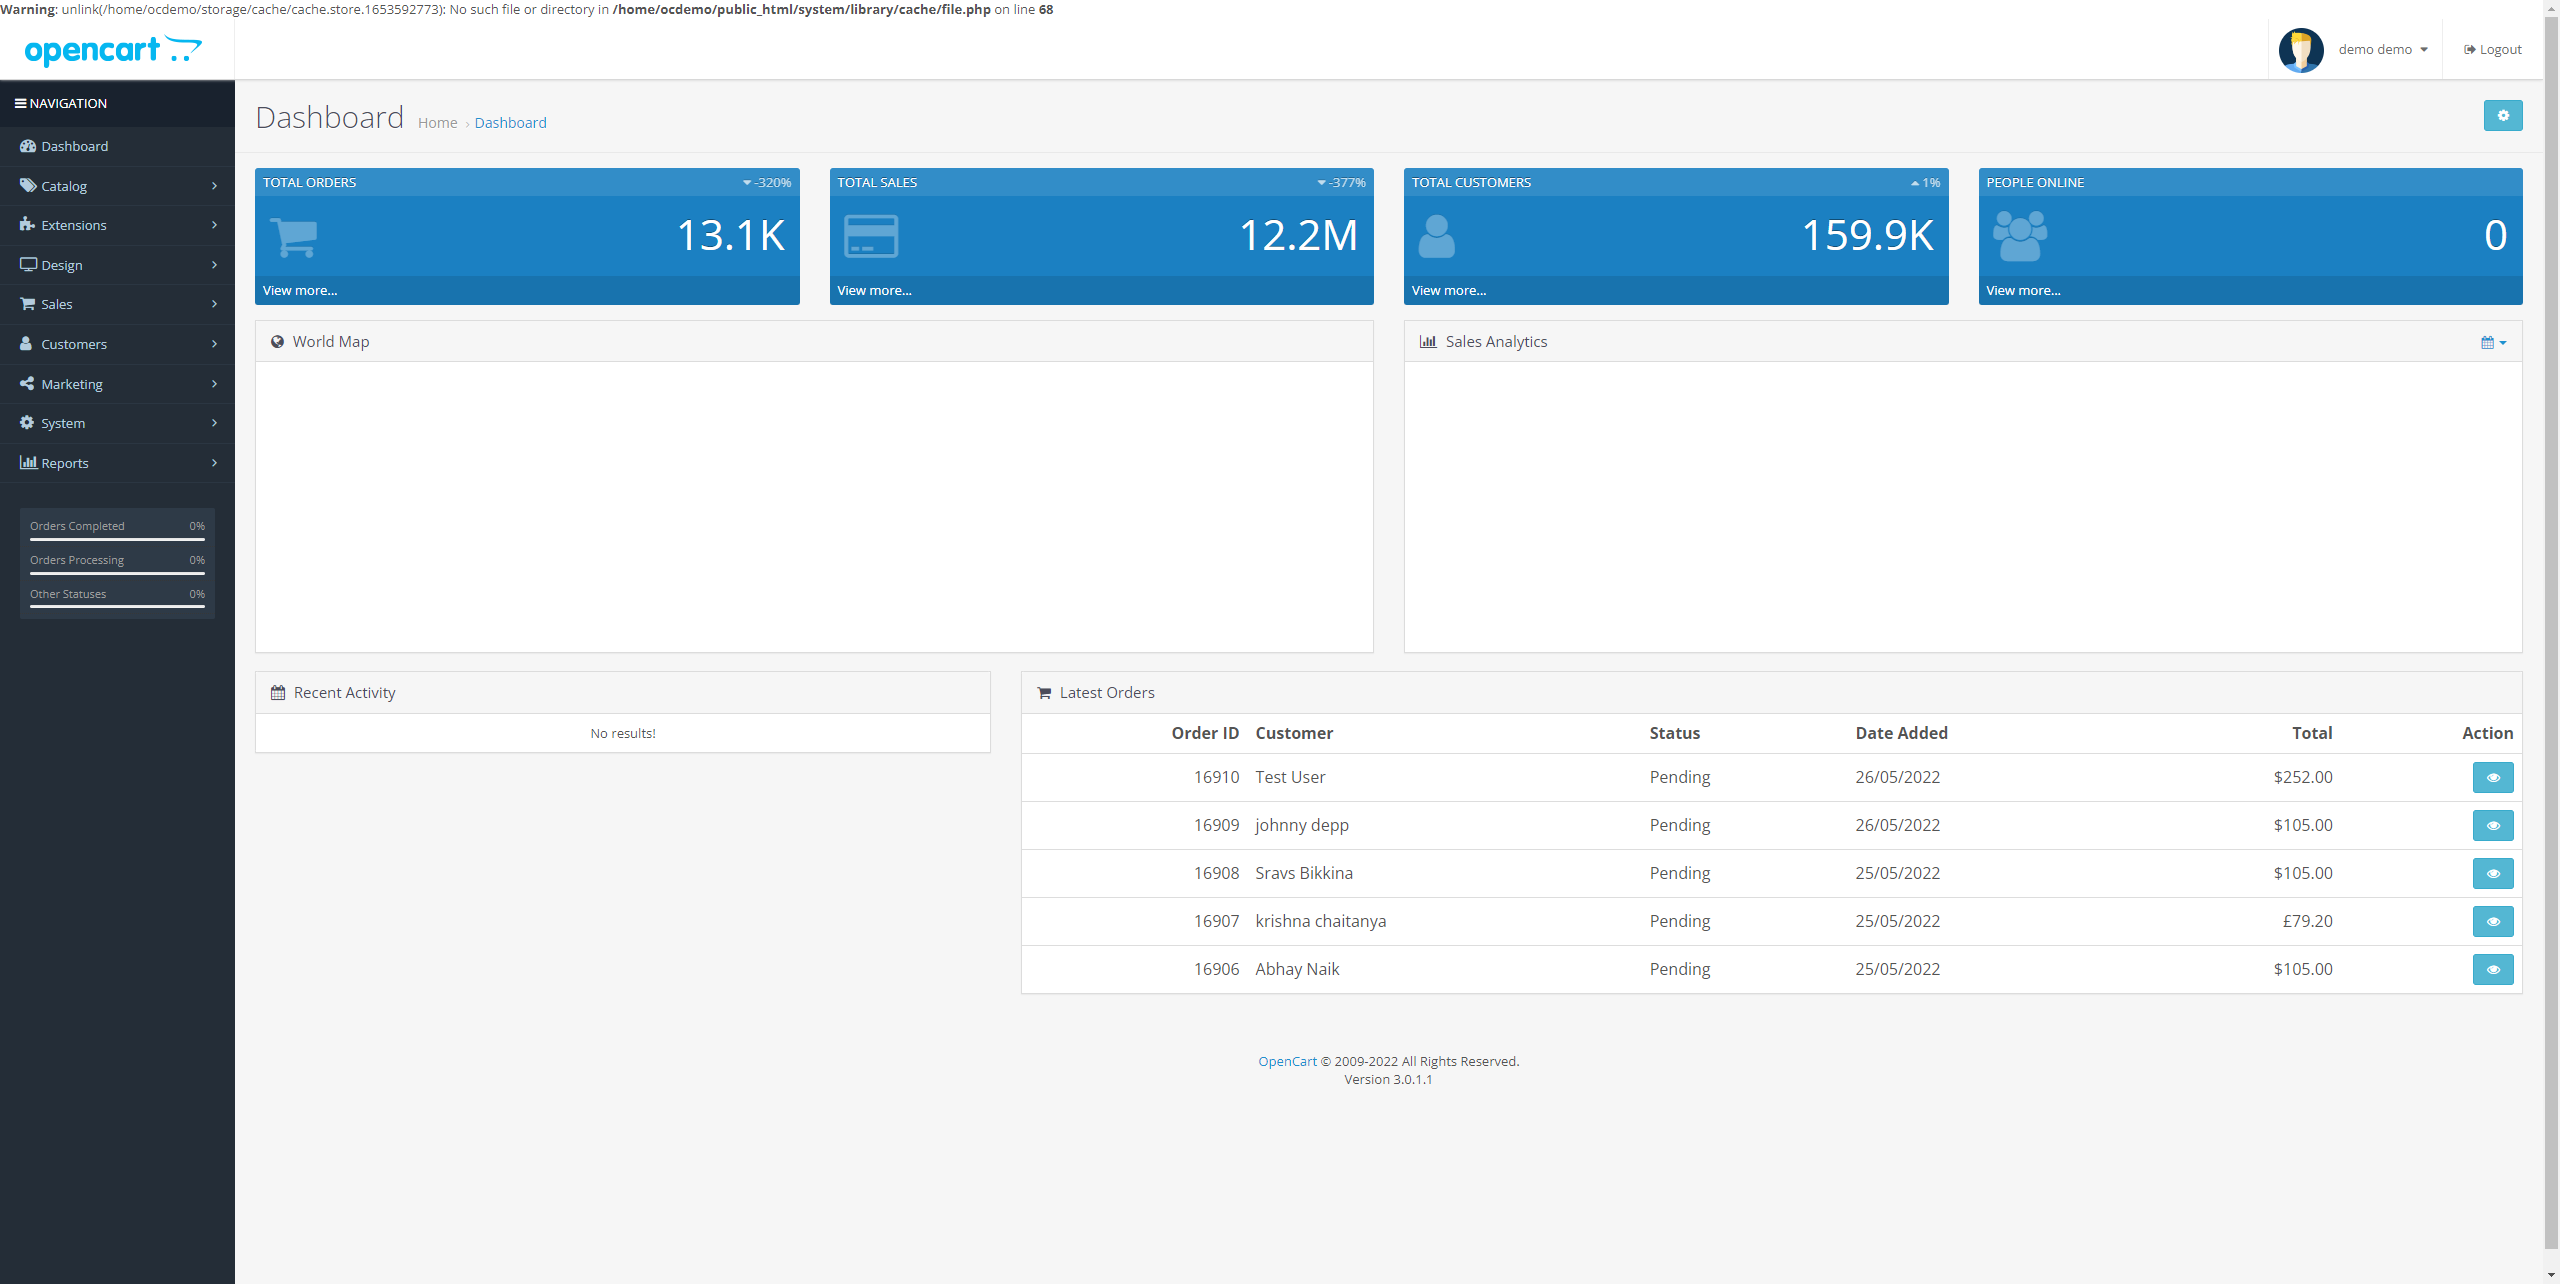 Warning: unlink(/home/ocdemo/storage/cache/cache.store.1653592773): No such file or directory in /home/ocdemo/public_html/system/library/cache/file.php on line 68
opencart
demo demo
Logout
NAVIGATION
Dashboard
Catalog
Extensions
Design
Sales
Customers
Marketing
System
Reports
Orders Completed 0%
Orders Processing 0%
Other Statuses 0%
Dashboard
Home › Dashboard
TOTAL ORDERS -320%
13.1K
View more...
TOTAL SALES -377%
12.2M
View more...
TOTAL CUSTOMERS 1%
159.9K
View more...
PEOPLE ONLINE
0
View more...
World Map
Sales Analytics
Recent Activity
No results!
Latest Orders
Order ID Customer Status Date Added Total Action
16910 Test User Pending 26/05/2022 $252.00
16909 johnny depp Pending 26/05/2022 $105.00
16908 Sravs Bikkina Pending 25/05/2022 $105.00
16907 krishna chaitanya Pending 25/05/2022 £79.20
16906 Abhay Naik Pending 25/05/2022 $105.00
OpenCart © 2009-2022 All Rights Reserved.
Version 3.0.1.1